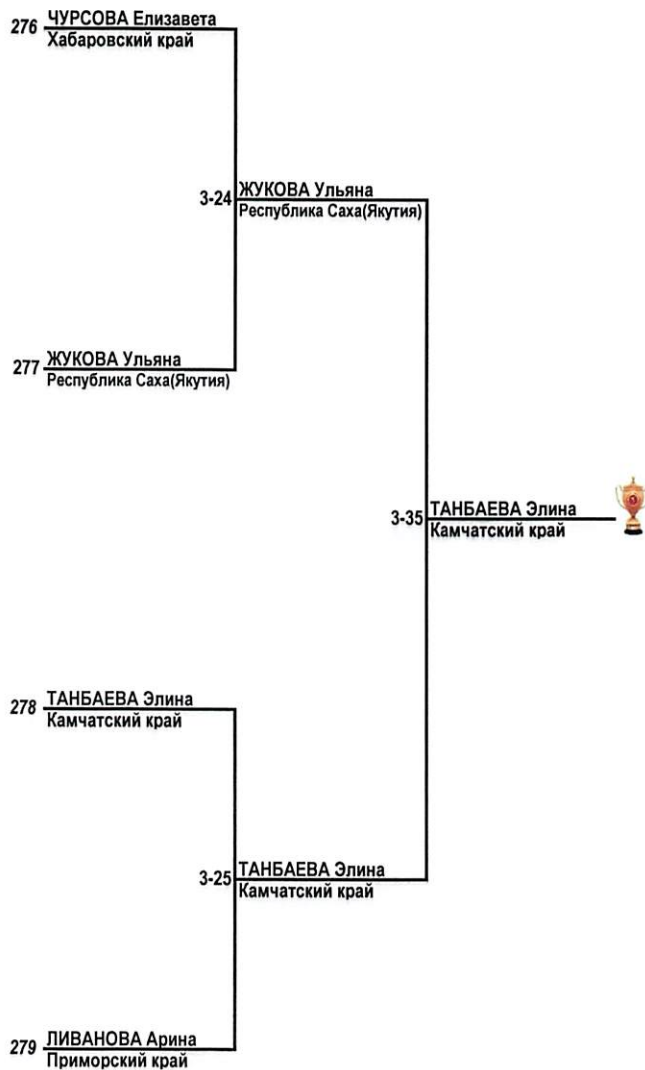 276 ЧУРСОВА Елизавета
Хабаровский край
3-24 ЖУКОВА Ульяна
Республика Саха(Якутия)
277 ЖУКОВА Ульяна
Республика Саха(Якутия)
3-35 ТАНБАЕВА Элина
Камчатский край
278 ТАНБАЕВА Элина
Камчатский край
3-25 ТАНБАЕВА Элина
Камчатский край
279 ЛИВАНОВА Арина
Приморский край